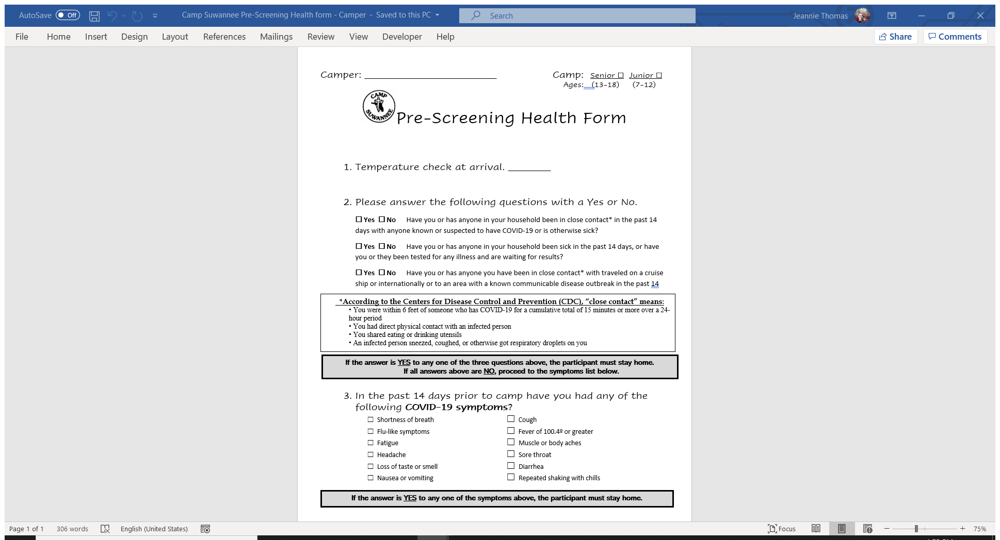 AutoSave Off Camp Suwannee Pre-Screening Health form - Camper - Saved to this PC Search Jeannie Thomas
File Home Insert Design Layout References Mailings Review View Developer Help Share Comments
Camper: ____________________ Camp: Senior ☐ Junior ☐
Ages:__(13-18) (7-12)
CAMP
SUWANNEE
Pre-Screening Health Form
1. Temperature check at arrival. ________
2. Please answer the following questions with a Yes or No.
☐ Yes ☐ No Have you or has anyone in your household been in close contact* in the past 14
days with anyone known or suspected to have COVID-19 or is otherwise sick?
☐ Yes ☐ No Have you or has anyone in your household been sick in the past 14 days, or have
you or they been tested for any illness and are waiting for results?
☐ Yes ☐ No Have you or has anyone you have been in close contact* with traveled on a cruise
ship or internationally or to an area with a known communicable disease outbreak in the past 14
*According to the Centers for Disease Control and Prevention (CDC), “close contact” means:
• You were within 6 feet of someone who has COVID-19 for a cumulative total of 15 minutes or more over a 24-
hour period
• You had direct physical contact with an infected person
• You shared eating or drinking utensils
• An infected person sneezed, coughed, or otherwise got respiratory droplets on you
If the answer is YES to any one of the three questions above, the participant must stay home.
If all answers above are NO, proceed to the symptoms list below.
3. In the past 14 days prior to camp have you had any of the
following COVID-19 symptoms?
☐ Shortness of breath ☐ Cough
☐ Flu-like symptoms ☐ Fever of 100.4º or greater
☐ Fatigue ☐ Muscle or body aches
☐ Headache ☐ Sore throat
☐ Loss of taste or smell ☐ Diarrhea
☐ Nausea or vomiting ☐ Repeated shaking with chills
If the answer is YES to any one of the symptoms above, the participant must stay home.
Page 1 of 1 306 words English (United States) Focus 75%